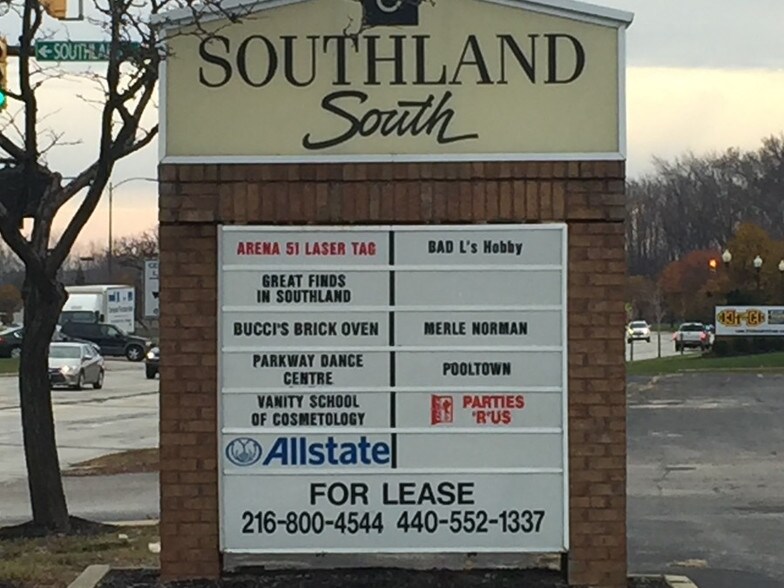 SOUTHLAND
SOUTHLAND
South
ARENA 51 LASER TAG
BAD L's Hobby
GREAT FINDS
IN SOUTHLAND
BUCCI'S BRICK OVEN
MERLE NORMAN
PARKWAY DANCE
CENTRE
POOLTOWN
VANITY SCHOOL
OF COSMETOLOGY
PARTIES
"R"US
Allstate
FOR LEASE
216-800-4544 440-552-1337